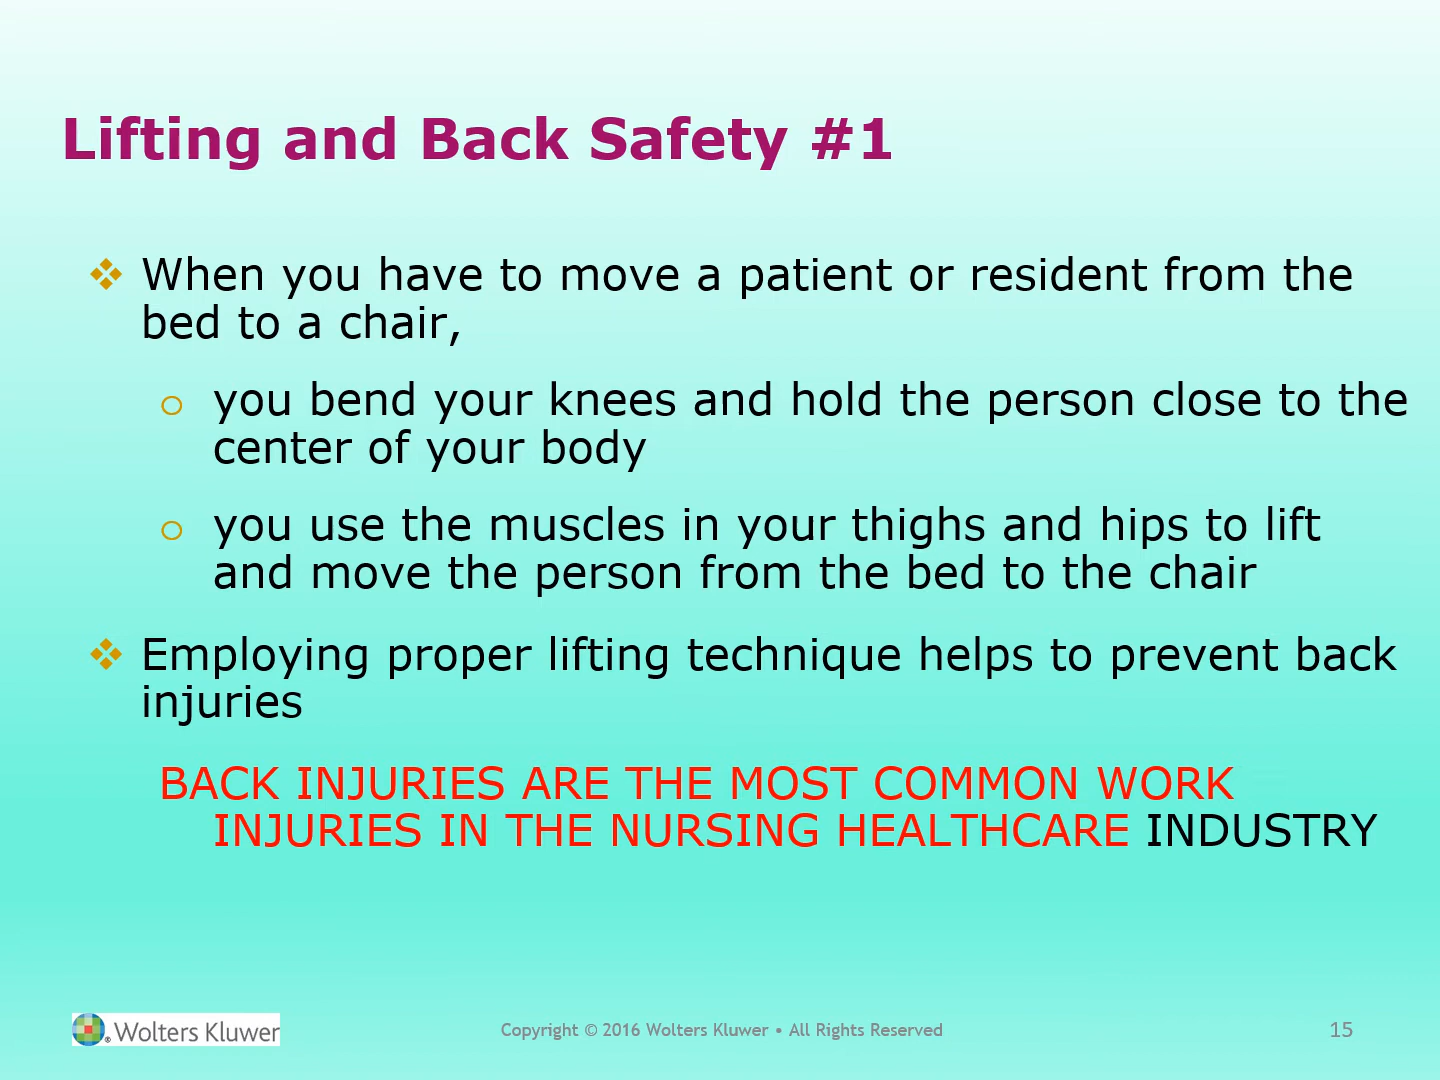 Lifting and Back Safety #1
❖ When you have to move a patient or resident from the
bed to a chair,
o you bend your knees and hold the person close to the
center of your body
o you use the muscles in your thighs and hips to lift
and move the person from the bed to the chair
❖ Employing proper lifting technique helps to prevent back
injuries
BACK INJURIES ARE THE MOST COMMON WORK
INJURIES IN THE NURSING HEALTHCARE INDUSTRY
® Wolters Kluwer
Copyright © 2016 Wolters Kluwer • All Rights Reserved
15